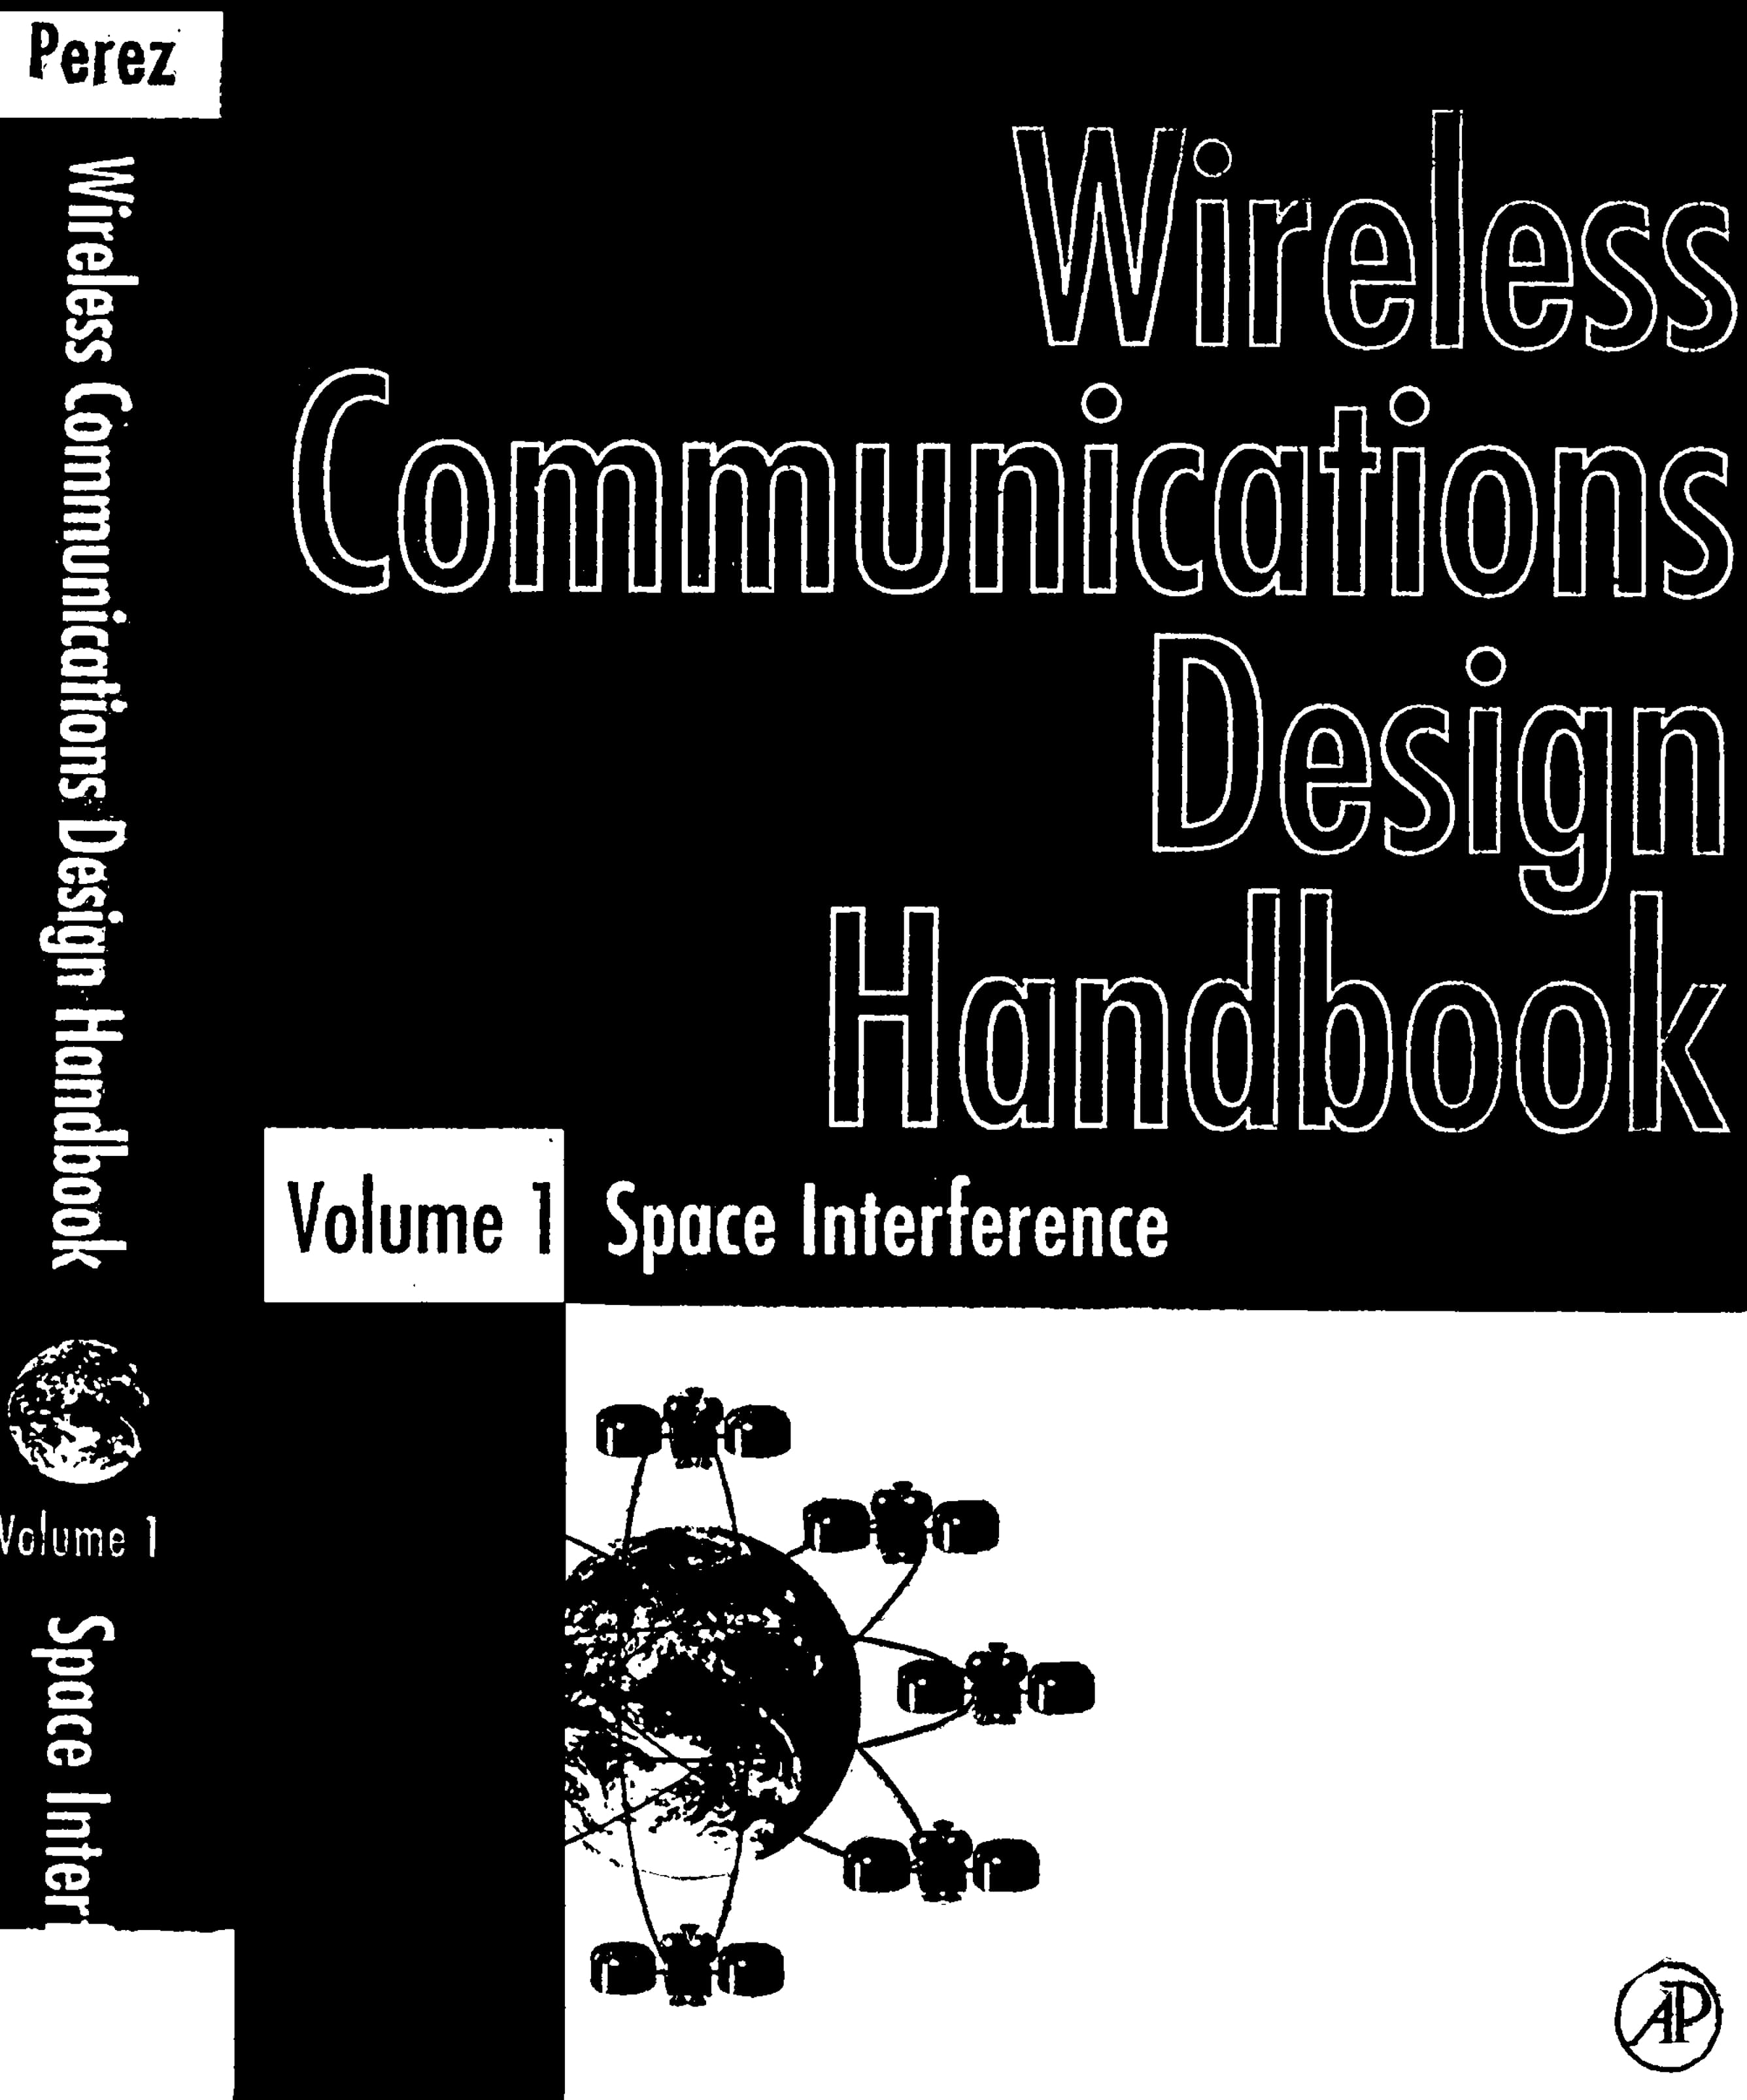 Perez
Wireless Communications Design Handbook
Volume 1
Space Inter
Wireless
Communications
Design
Handbook
Volume 1 Space Interference
AP